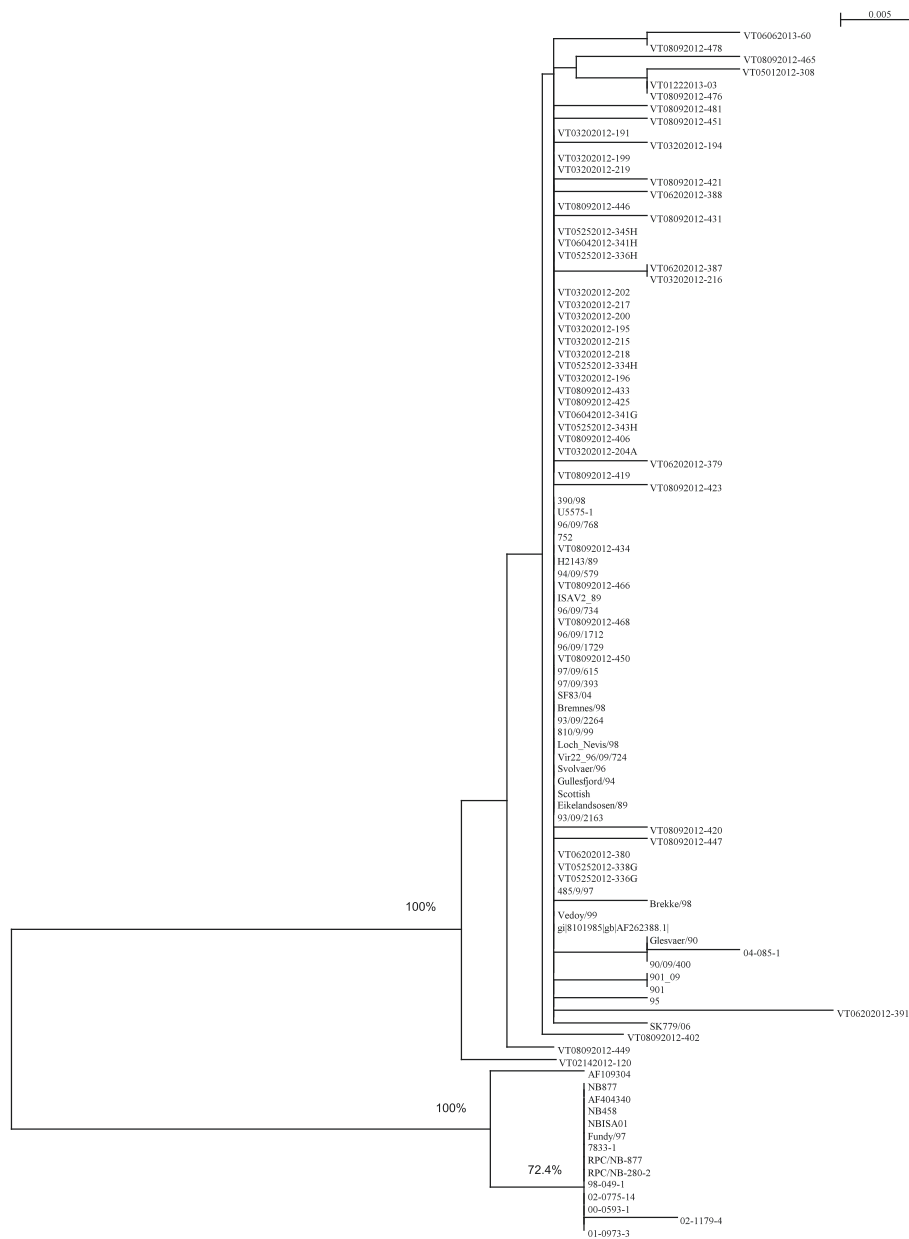 0.005
VT06062013-60
VT08092012-478
VT08092012-465
VT05012012-308
VT01222013-03
VT08092012-476
VT08092012-481
VT08092012-451
VT03202012-191
VT03202012-194
VT03202012-199
VT03202012-219
VT08092012-421
VT06202012-388
VT08092012-446
VT08092012-431
VT05252012-345H
VT06042012-341H
VT05252012-336H
VT06202012-387
VT03202012-216
VT03202012-202
VT03202012-217
VT03202012-200
VT03202012-195
VT03202012-215
VT03202012-218
VT05252012-334H
VT03202012-196
VT08092012-433
VT08092012-425
VT06042012-341G
VT05252012-343H
VT08092012-406
VT03202012-204A
VT06202012-379
VT08092012-419
VT08092012-423
390/98
U5575-1
96/09/768
752
VT08092012-434
H2143/89
94/09/579
VT08092012-466
ISAV2_89
96/09/734
VT08092012-468
96/09/1712
96/09/1729
VT08092012-450
97/09/615
97/09/393
SF83/04
Bremnes/98
93/09/2264
810/9/99
Loch_Nevis/98
Vir22_96/09/724
Svolvaer/96
Gullesfjord/94
Scottish
Eikelandsosen/89
93/09/2163
VT08092012-420
VT08092012-447
VT06202012-380
VT05252012-338G
VT05252012-336G
485/9/97
Brekke/98
Vedoy/99
gi|8101985|gb|AF262388.1|
Glesvaer/90
04-085-1
90/09/400
901_09
901
95
VT06202012-391
SK779/06
VT08092012-402
VT08092012-449
VT02142012-120
100%
AF109304
NB877
AF404340
NB458
NBISA01
Fundy/97
7833-1
RPC/NB-877
RPC/NB-280-2
98-049-1
02-0775-14
00-0593-1
02-1179-4
01-0973-3
100%
72.4%